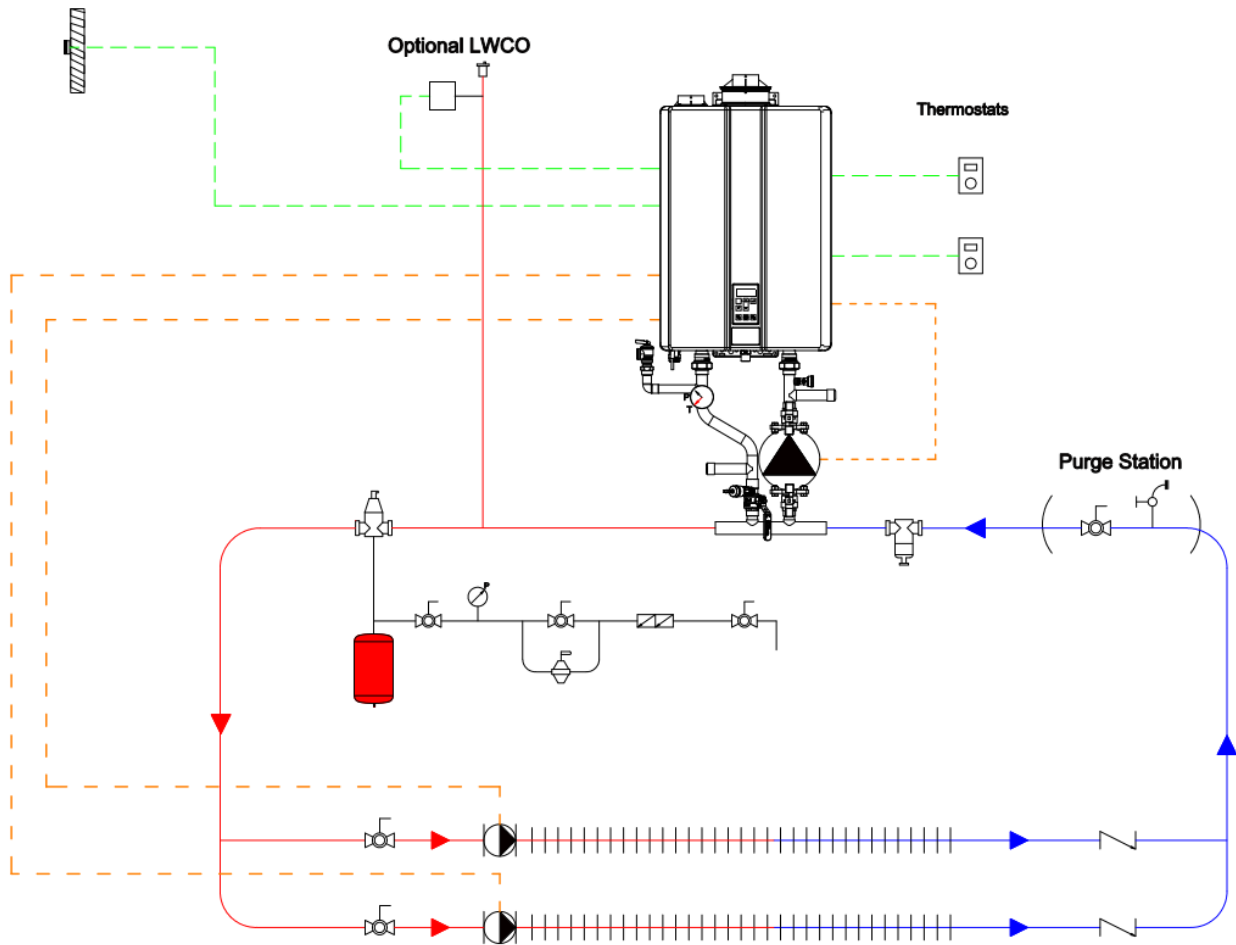 Optional LWCO
Thermostats
P
T
Purge Station
P